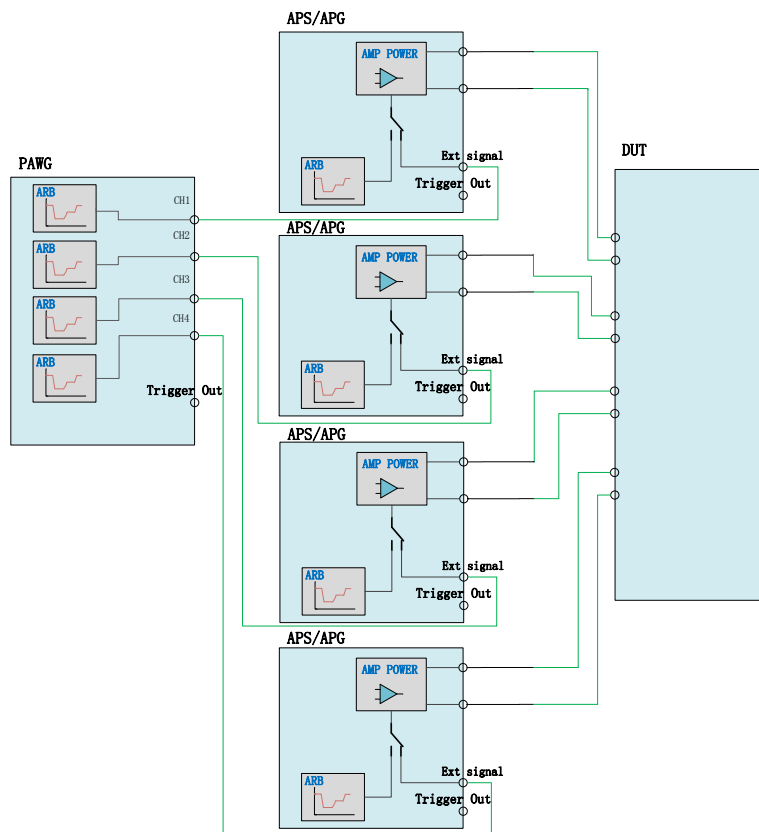 PAWG
ARB
CH1
ARB
CH2
ARB
CH3
ARB
CH4
Trigger Out
APS/APG
AMP POWER
Ext signal
Trigger Out
APS/APG
AMP POWER
Ext signal
Trigger Out
ARB
ARB
APS/APG
AMP POWER
Ext signal
Trigger Out
ARB
APS/APG
AMP POWER
Ext signal
Trigger Out
ARB
DUT